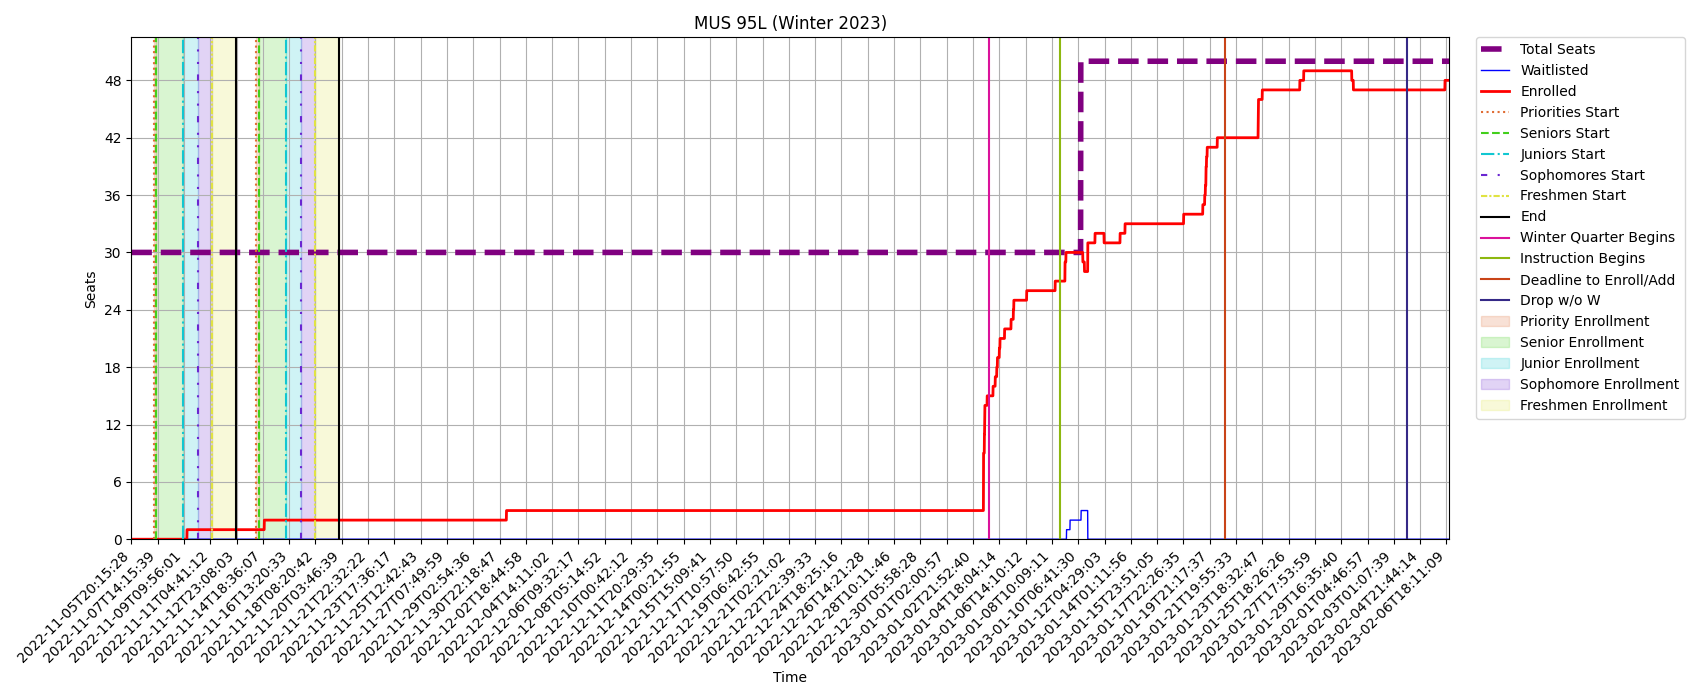 MUS 95L (Winter 2023)
Seats
48
42
36
30
24
18
12
6
0
2022-11-05T20:15:28
2022-11-07T14:15:39
2022-11-09T09:56:01
2022-11-11T04:41:12
2022-11-12T23:08:03
2022-11-14T18:36:07
2022-11-16T13:20:33
2022-11-18T08:20:42
2022-11-20T03:46:39
2022-11-21T22:32:22
2022-11-23T17:36:17
2022-11-25T12:42:43
2022-11-27T07:49:59
2022-11-29T02:54:36
2022-11-30T22:18:47
2022-12-02T18:44:58
2022-12-04T14:11:02
2022-12-06T09:32:17
2022-12-08T05:14:52
2022-12-10T00:42:12
2022-12-11T20:29:35
2022-12-14T00:21:55
2022-12-15T15:09:41
2022-12-17T10:57:50
2022-12-19T06:42:55
2022-12-21T02:21:02
2022-12-22T22:39:33
2022-12-24T18:25:16
2022-12-26T14:21:28
2022-12-28T10:11:46
2022-12-30T05:58:28
2023-01-01T02:00:57
2023-01-02T21:52:40
2023-01-04T18:04:14
2023-01-06T14:10:12
2023-01-08T10:09:11
2023-01-10T06:41:30
2023-01-12T04:29:03
2023-01-14T01:11:56
2023-01-15T23:51:05
2023-01-17T22:26:35
2023-01-19T21:17:37
2023-01-21T19:55:33
2023-01-23T18:32:47
2023-01-25T18:26:26
2023-01-27T17:53:59
2023-01-29T16:35:40
2023-02-01T04:46:57
2023-02-03T01:07:39
2023-02-04T21:44:14
2023-02-06T18:11:09
Time
Total Seats
Waitlisted
Enrolled
Priorities Start
Seniors Start
Juniors Start
Sophomores Start
Freshmen Start
End
Winter Quarter Begins
Instruction Begins
Deadline to Enroll/Add
Drop w/o W
Priority Enrollment
Senior Enrollment
Junior Enrollment
Sophomore Enrollment
Freshmen Enrollment